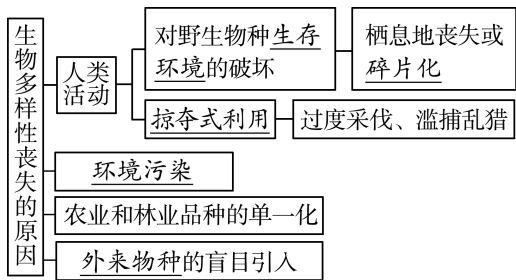 生物多样性丧失的原因
人类
活动
对野生物种生存
环境的破坏
栖息地丧失或
碎片化
掠夺式利用
过度采伐、滥捕乱猎
环境污染
农业和林业品种的单一化
外来物种的盲目引入